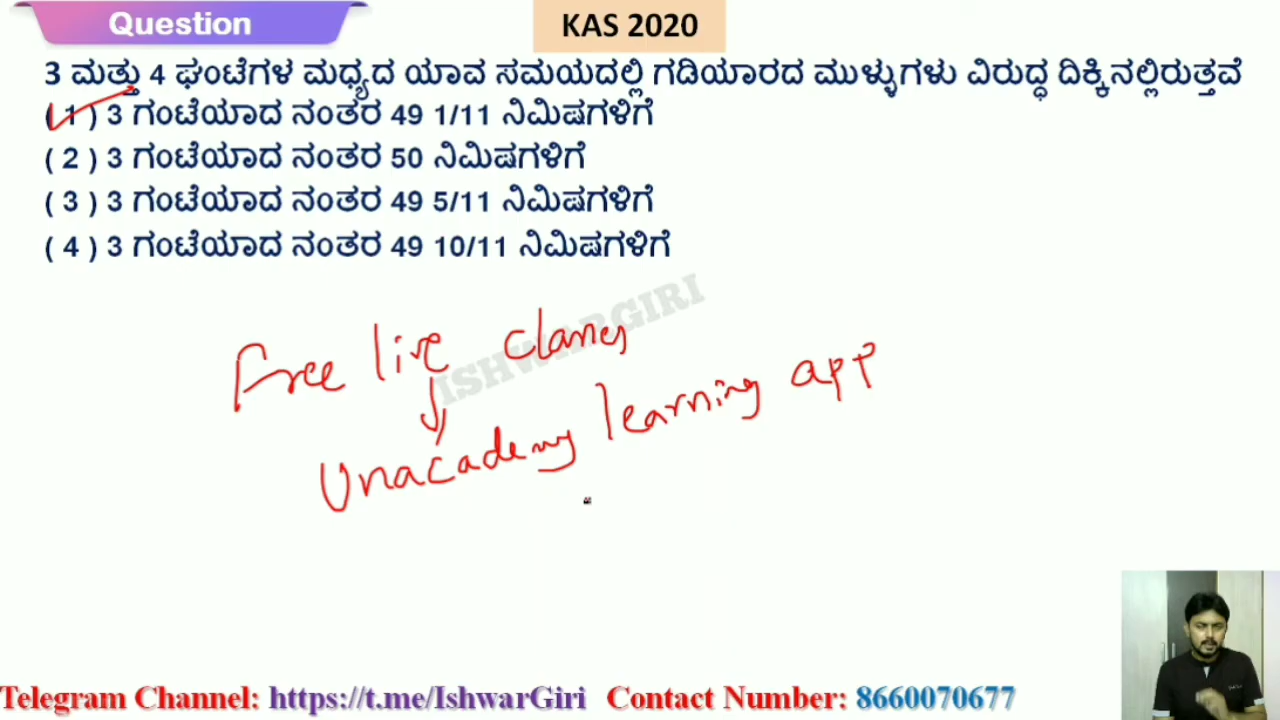 Question
KAS 2020
3 ಮತ್ತು 4 ಘಂಟೆಗಳ ಮಧ್ಯದ ಯಾವ ಸಮಯದಲ್ಲಿ ಗಡಿಯಾರದ ಮುಳ್ಳುಗಳು ವಿರುದ್ಧ ದಿಕ್ಕಿನಲ್ಲಿರುತ್ತವೆ
( 1 ) 3 ಗಂಟೆಯಾದ ನಂತರ 49 1/11 ನಿಮಿಷಗಳಿಗೆ
( 2 ) 3 ಗಂಟೆಯಾದ ನಂತರ 50 ನಿಮಿಷಗಳಿಗೆ
( 3 ) 3 ಗಂಟೆಯಾದ ನಂತರ 49 5/11 ನಿಮಿಷಗಳಿಗೆ
( 4 ) 3 ಗಂಟೆಯಾದ ನಂತರ 49 10/11 ನಿಮಿಷಗಳಿಗೆ
ISHWARGIRI
Free live classes
Unacademy learning app
Telegram Channel: https://t.me/IshwarGiri Contact Number: 8660070677